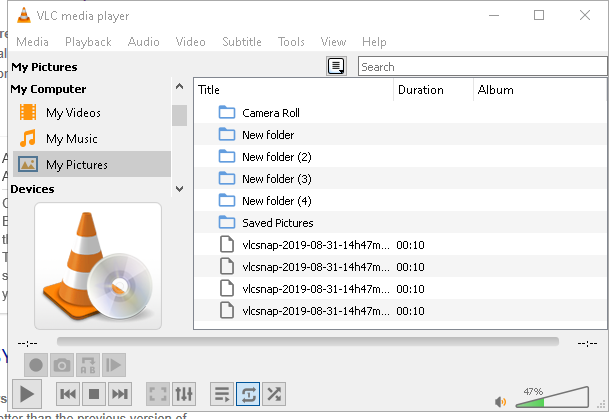 VLC media player
Media Playback Audio Video Subtitle Tools View Help
My Pictures
Search
My Computer
My Videos
My Music
My Pictures
Devices
Title Duration Album
Camera Roll
New folder
New folder (2)
New folder (3)
New folder (4)
Saved Pictures
vlcsnap-2019-08-31-14h47m... 00:10
vlcsnap-2019-08-31-14h47m... 00:10
vlcsnap-2019-08-31-14h47m... 00:10
vlcsnap-2019-08-31-14h47m... 00:10
--:-- --:--
47%
etter than the previous version of